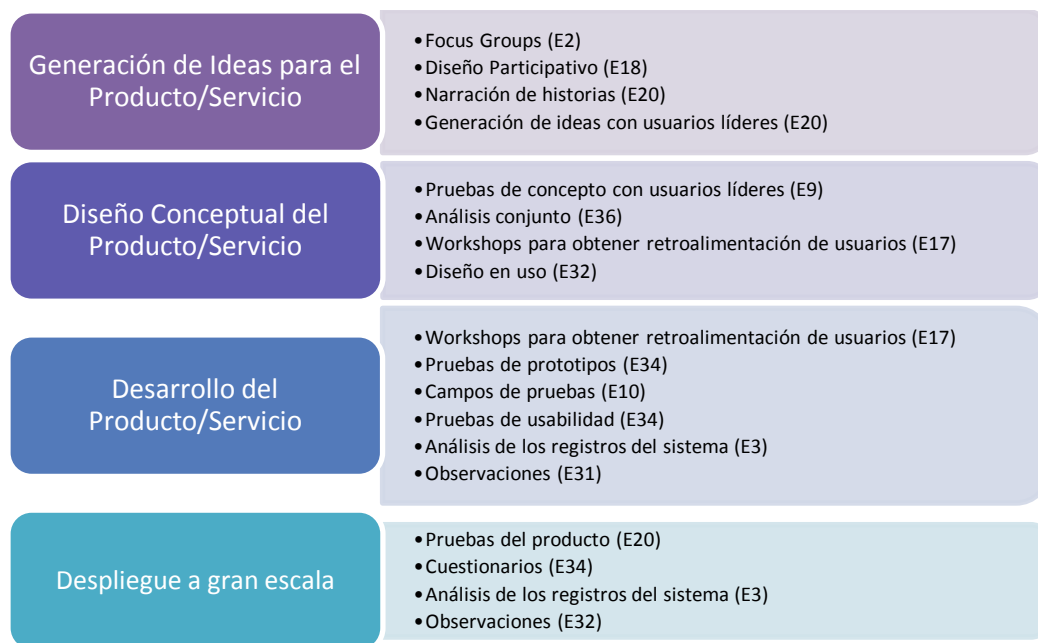 Generación de Ideas para el
Producto/Servicio
•Focus Groups (E2)
•Diseño Participativo (E18)
•Narración de historias (E20)
•Generación de ideas con usuarios líderes (E20)
Diseño Conceptual del
Producto/Servicio
•Pruebas de concepto con usuarios líderes (E9)
•Análisis conjunto (E36)
•Workshops para obtener retroalimentación de usuarios (E17)
•Diseño en uso (E32)
Desarrollo del
Producto/Servicio
•Workshops para obtener retroalimentación de usuarios (E17)
•Pruebas de prototipos (E34)
•Campos de pruebas (E10)
•Pruebas de usabilidad (E34)
•Análisis de los registros del sistema (E3)
•Observaciones (E31)
Despliegue a gran escala
•Pruebas del producto (E20)
•Cuestionarios (E34)
•Análisis de los registros del sistema (E3)
•Observaciones (E32)